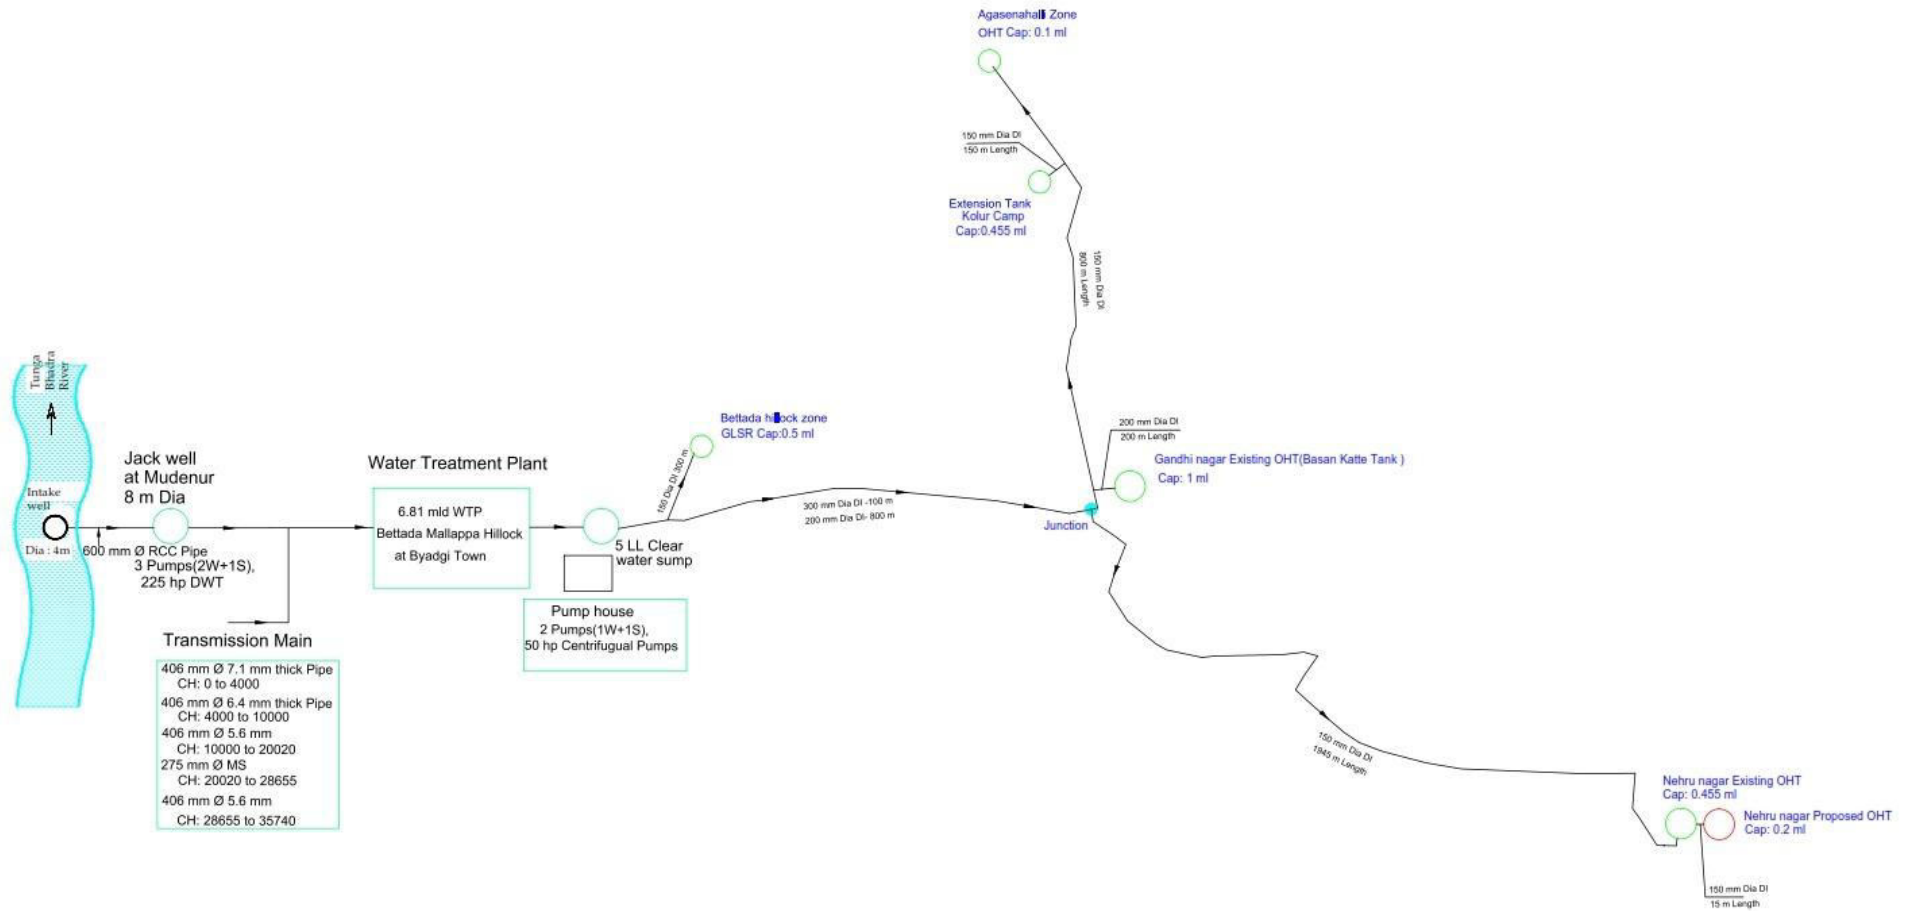 Agasenahalli Zone
OHT Cap: 0.1 ml
150 mm Dia DI
150 m Length
Extension Tank
Kolur Camp
Cap:0.455 ml
150 mm Dia DI
800 m Length
Tunga
Bhadra
River
Intake
well
Dia : 4m
Jack well
at Mudenur
8 m Dia
600 mm Ø RCC Pipe
3 Pumps(2W+1S),
225 hp DWT
Transmission Main
406 mm Ø 7.1 mm thick Pipe
CH: 0 to 4000
406 mm Ø 6.4 mm thick Pipe
CH: 4000 to 10000
406 mm Ø 5.6 mm
CH: 10000 to 20020
275 mm Ø MS
CH: 20020 to 28655
406 mm Ø 5.6 mm
CH: 28655 to 35740
Water Treatment Plant
6.81 mld WTP
Bettada Mallappa Hillock
at Byadgi Town
5 LL Clear
water sump
Pump house
2 Pumps(1W+1S),
50 hp Centrifugual Pumps
Bettada hillock zone
GLSR Cap:0.5 ml
150 Dia DI 300 m
300 mm Dia DI -100 m
200 mm Dia DI- 800 m
Junction
200 mm Dia DI
200 m Length
Gandhi nagar Existing OHT(Basan Katte Tank )
Cap: 1 ml
150 mm Dia DI
1945 m Length
Nehru nagar Existing OHT
Cap: 0.455 ml
Nehru nagar Proposed OHT
Cap: 0.2 ml
150 mm Dia DI
15 m Length